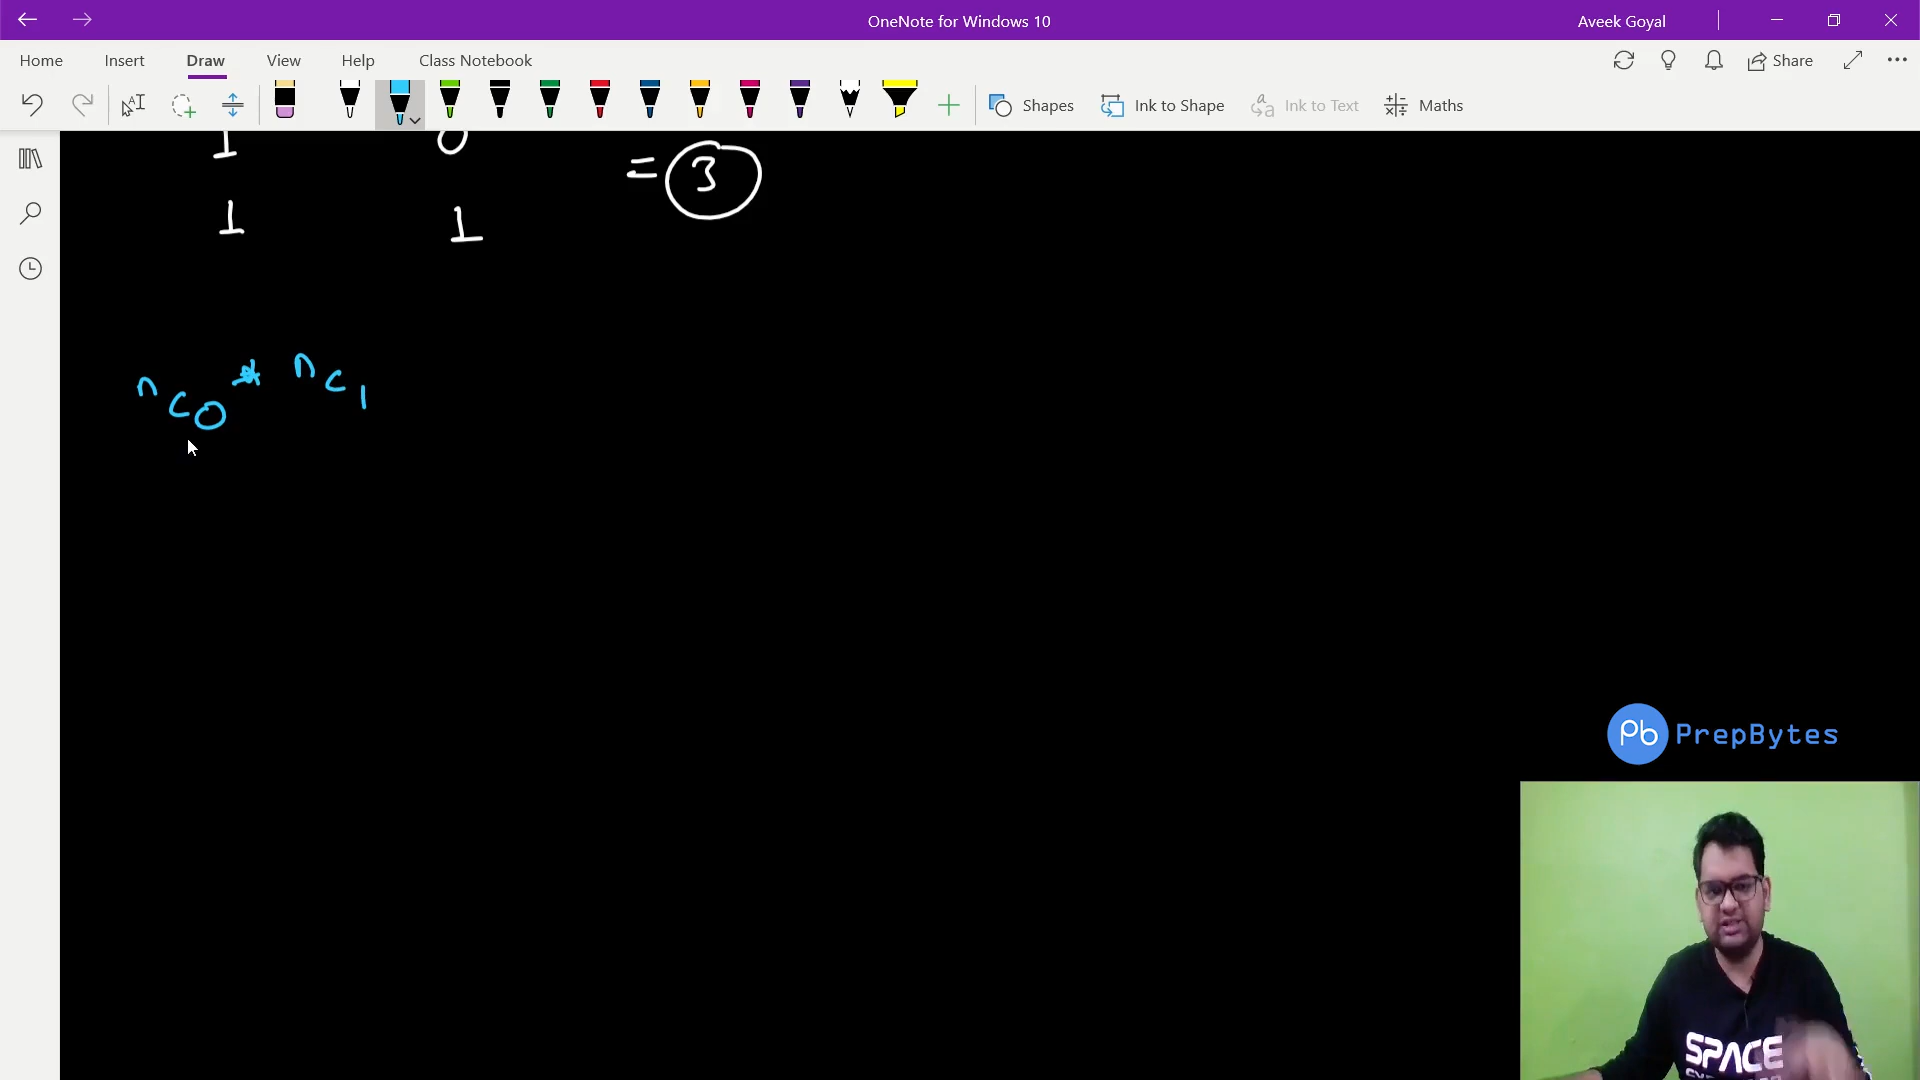 OneNote for Windows 10
Aveek Goyal
Home Insert Draw View Help Class Notebook
Share
Shapes Ink to Shape Ink to Text Maths
1 0
= 3
1 1
nC0 * nC1
Pb PrepBytes
SPACE